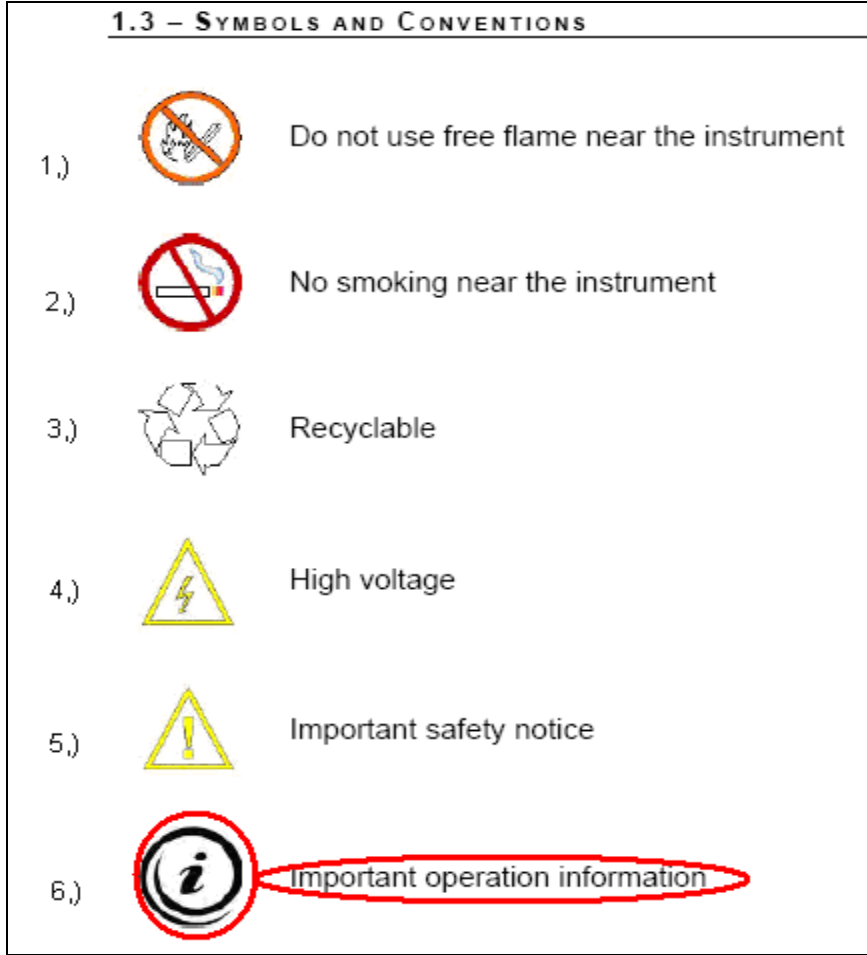 1.3 – SYMBOLS AND CONVENTIONS
1,) Do not use free flame near the instrument
2,) No smoking near the instrument
3,) Recyclable
4,) High voltage
5,) Important safety notice
6,) i Important operation information